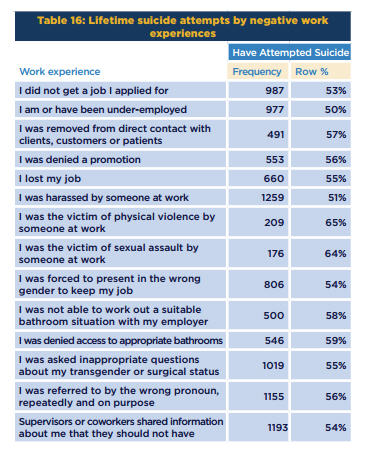 Table 16: Lifetime suicide attempts by negative work
experiences
Have Attempted Suicide
Work experience Frequency Row %
I did not get a job I applied for 987 53%
I am or have been under-employed 977 50%
I was removed from direct contact with
clients, customers or patients 491 57%
I was denied a promotion 553 56%
I lost my job 660 55%
I was harassed by someone at work 1259 51%
I was the victim of physical violence by
someone at work 209 65%
I was the victim of sexual assault by
someone at work 176 64%
I was forced to present in the wrong
gender to keep my job 806 54%
I was not able to work out a suitable
bathroom situation with my employer 500 58%
I was denied access to appropriate bathrooms 546 59%
I was asked inappropriate questions
about my transgender or surgical status 1019 55%
I was referred to by the wrong pronoun,
repeatedly and on purpose 1155 56%
Supervisors or coworkers shared information
about me that they should not have 1193 54%